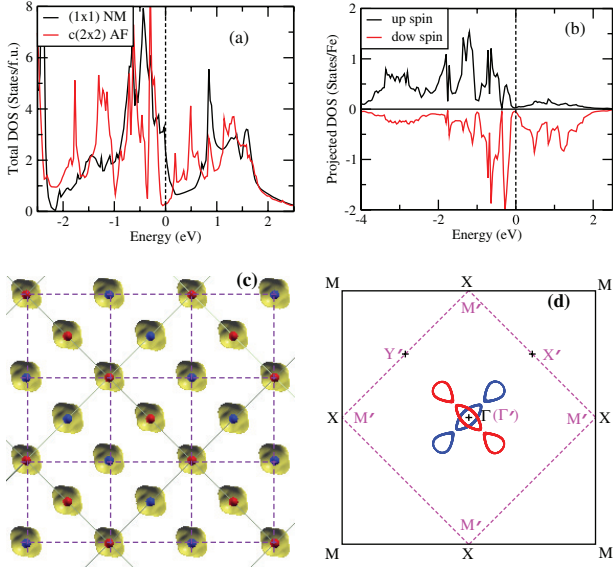 (1x1) NM
c(2x2) AF
(a)
Total DOS (States/f.u.)
8
6
4
2
0
-2 -1 0 1 2
Energy (eV)
up spin
dow spin
(b)
Projected DOS (States/Fe)
2
1
0
-1
-2
-4 -2 0 2
Energy (eV)
(c)
M X M
(d)
M′
Y′ X′
X M′ Γ(Γ′) M′ X
M′
M X M